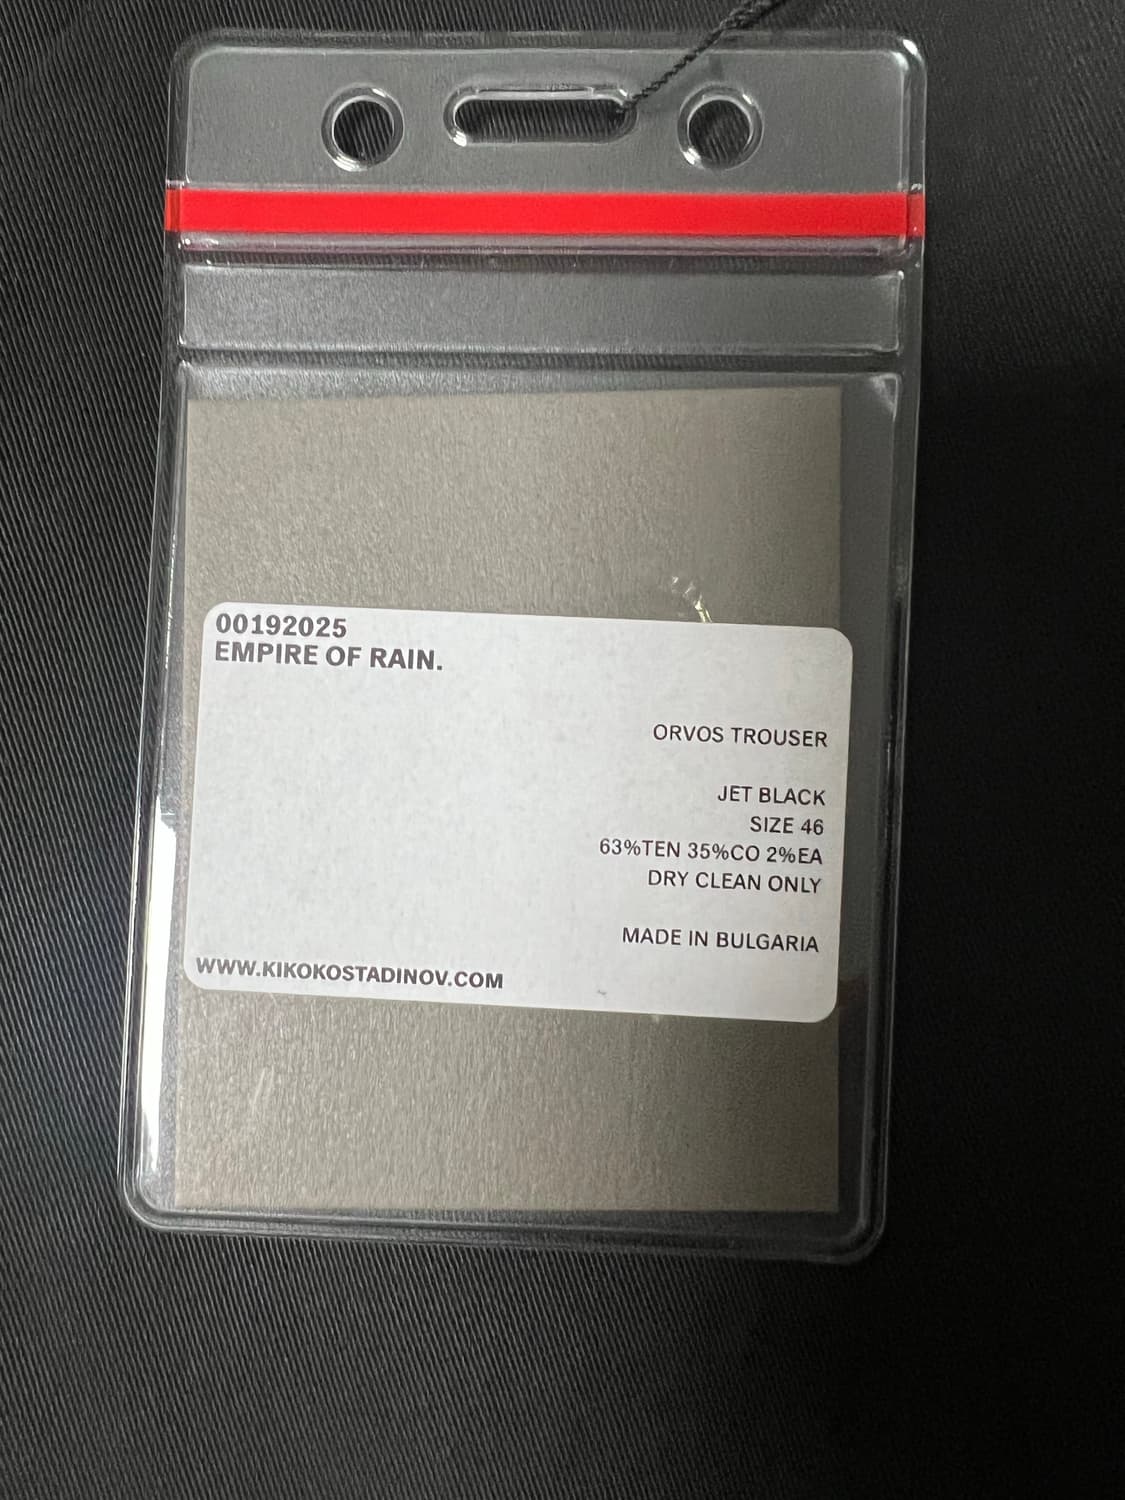 00192025
EMPIRE OF RAIN.
ORVOS TROUSER
JET BLACK
SIZE 46
63%TEN 35%CO 2%EA
DRY CLEAN ONLY
MADE IN BULGARIA
WWW.KIKOKOSTADINOV.COM